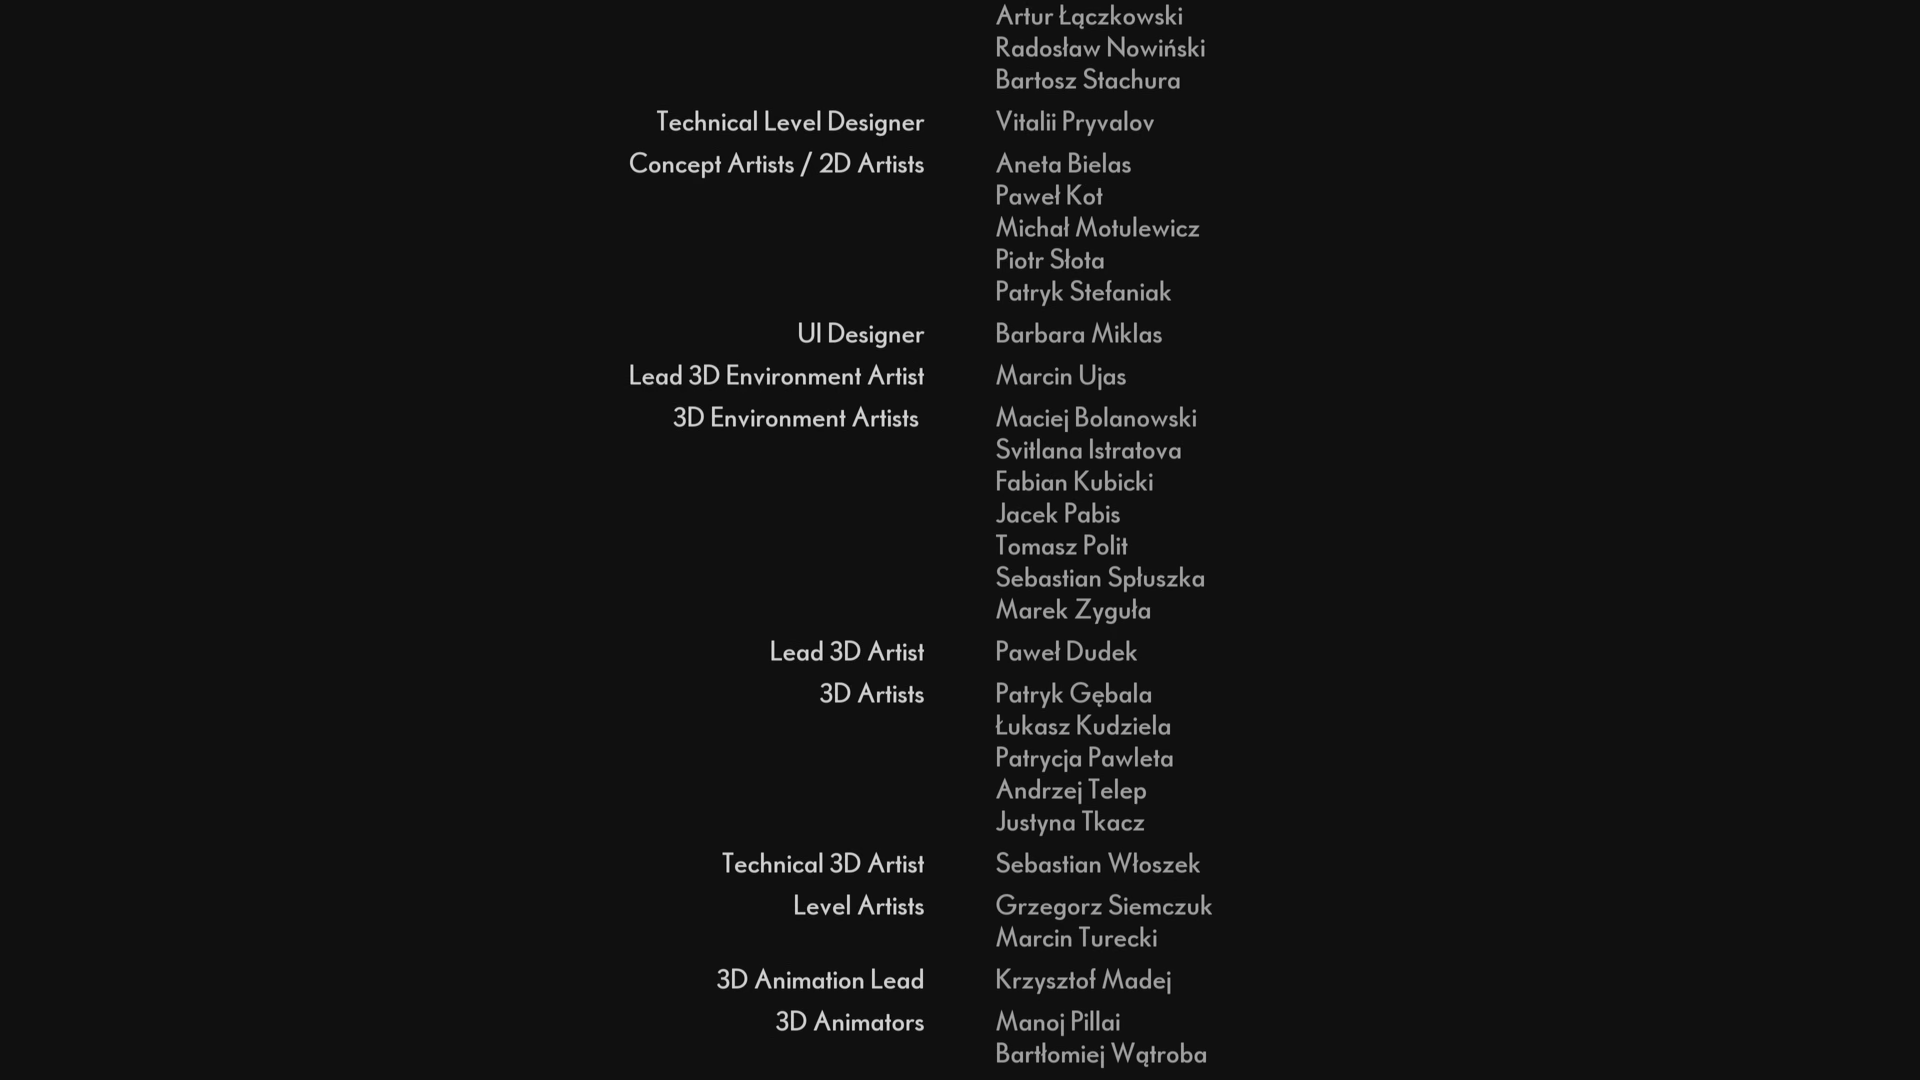 Artur Łączkowski
Radosław Nowiński
Bartosz Stachura
Technical Level Designer Vitalii Pryvalov
Concept Artists / 2D Artists Aneta Bielas
Paweł Kot
Michał Motulewicz
Piotr Słota
Patryk Stefaniak
UI Designer Barbara Miklas
Lead 3D Environment Artist Marcin Ujas
3D Environment Artists Maciej Bolanowski
Svitlana Istratova
Fabian Kubicki
Jacek Pabis
Tomasz Polit
Sebastian Spłuszka
Marek Zyguła
Lead 3D Artist Paweł Dudek
3D Artists Patryk Gębala
Łukasz Kudziela
Patrycja Pawleta
Andrzej Telep
Justyna Tkacz
Technical 3D Artist Sebastian Włoszek
Level Artists Grzegorz Siemczuk
Marcin Turecki
3D Animation Lead Krzysztof Madej
3D Animators Manoj Pillai
Bartłomiej Wątroba